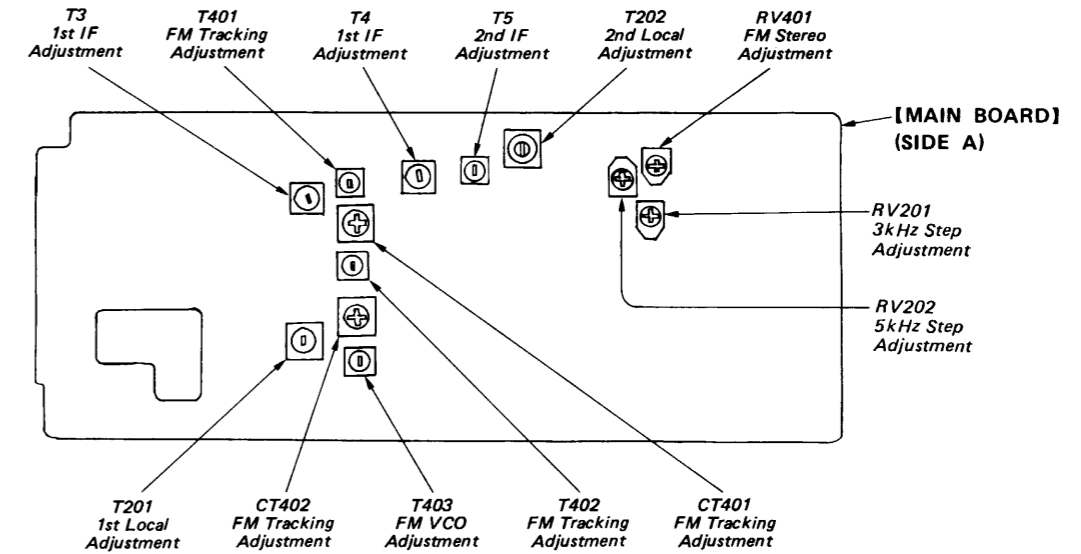 T3
1st IF
Adjustment
T401
FM Tracking
Adjustment
T4
1st IF
Adjustment
T5
2nd IF
Adjustment
T202
2nd Local
Adjustment
RV401
FM Stereo
Adjustment
【MAIN BOARD】
(SIDE A)
RV201
3kHz Step
Adjustment
RV202
5kHz Step
Adjustment
T201
1st Local
Adjustment
CT402
FM Tracking
Adjustment
T403
FM VCO
Adjustment
T402
FM Tracking
Adjustment
CT401
FM Tracking
Adjustment